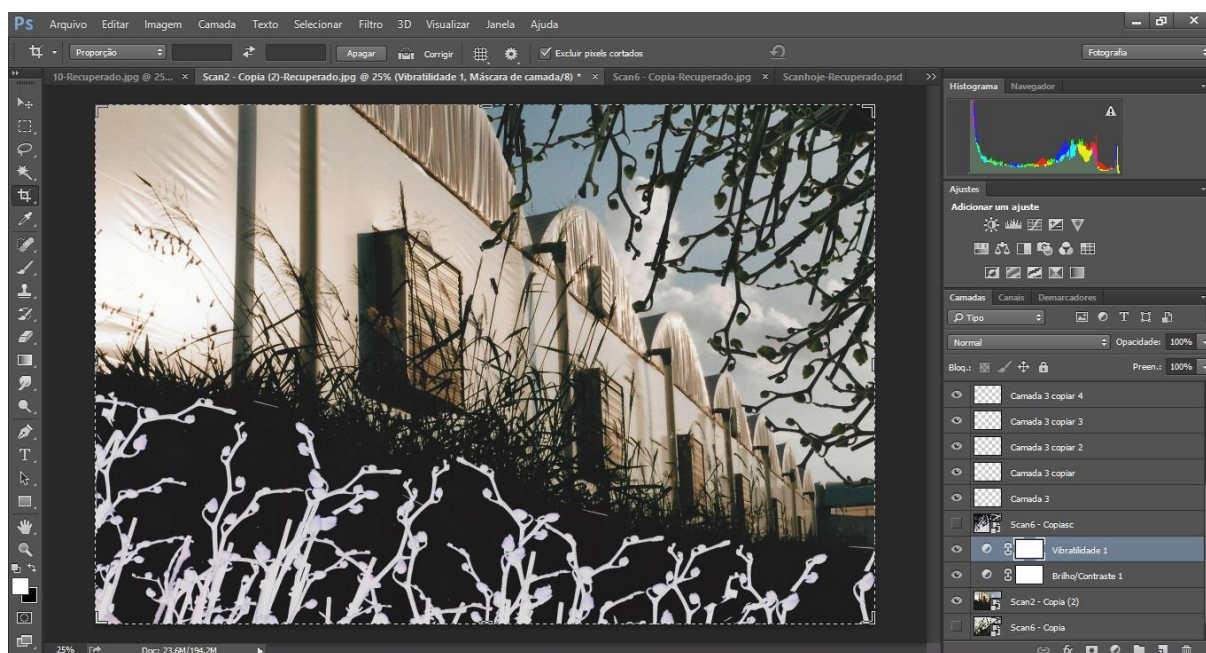 Ps Arquivo Editar Imagem Camada Texto Selecionar Filtro 3D Visualizar Janela Ajuda
Proporção Apagar Corrigir Excluir pixels cortados Fotografia
10-Recuperado.jpg @ 25... × Scan2 - Copia (2)-Recuperado.jpg @ 25% (Vibratilidade 1, Máscara de camada/8) * × Scan6 - Copia-Recuperado.jpg × Scanhoje-Recuperado.psd >>
Histograma Navegador
Ajustes
Adicionar um ajuste
Camadas Canais Demarcadores
Tipo
Normal Opacidade: 100%
Bloq.: Preen.: 100%
Camada 3 copiar 4
Camada 3 copiar 3
Camada 3 copiar 2
Camada 3 copiar
Camada 3
Scan6 - Copiasc
Vibratilidade 1
Brilho/Contraste 1
Scan2 - Copia (2)
Scan6 - Copia
25% Doc: 23,6M/194,2M